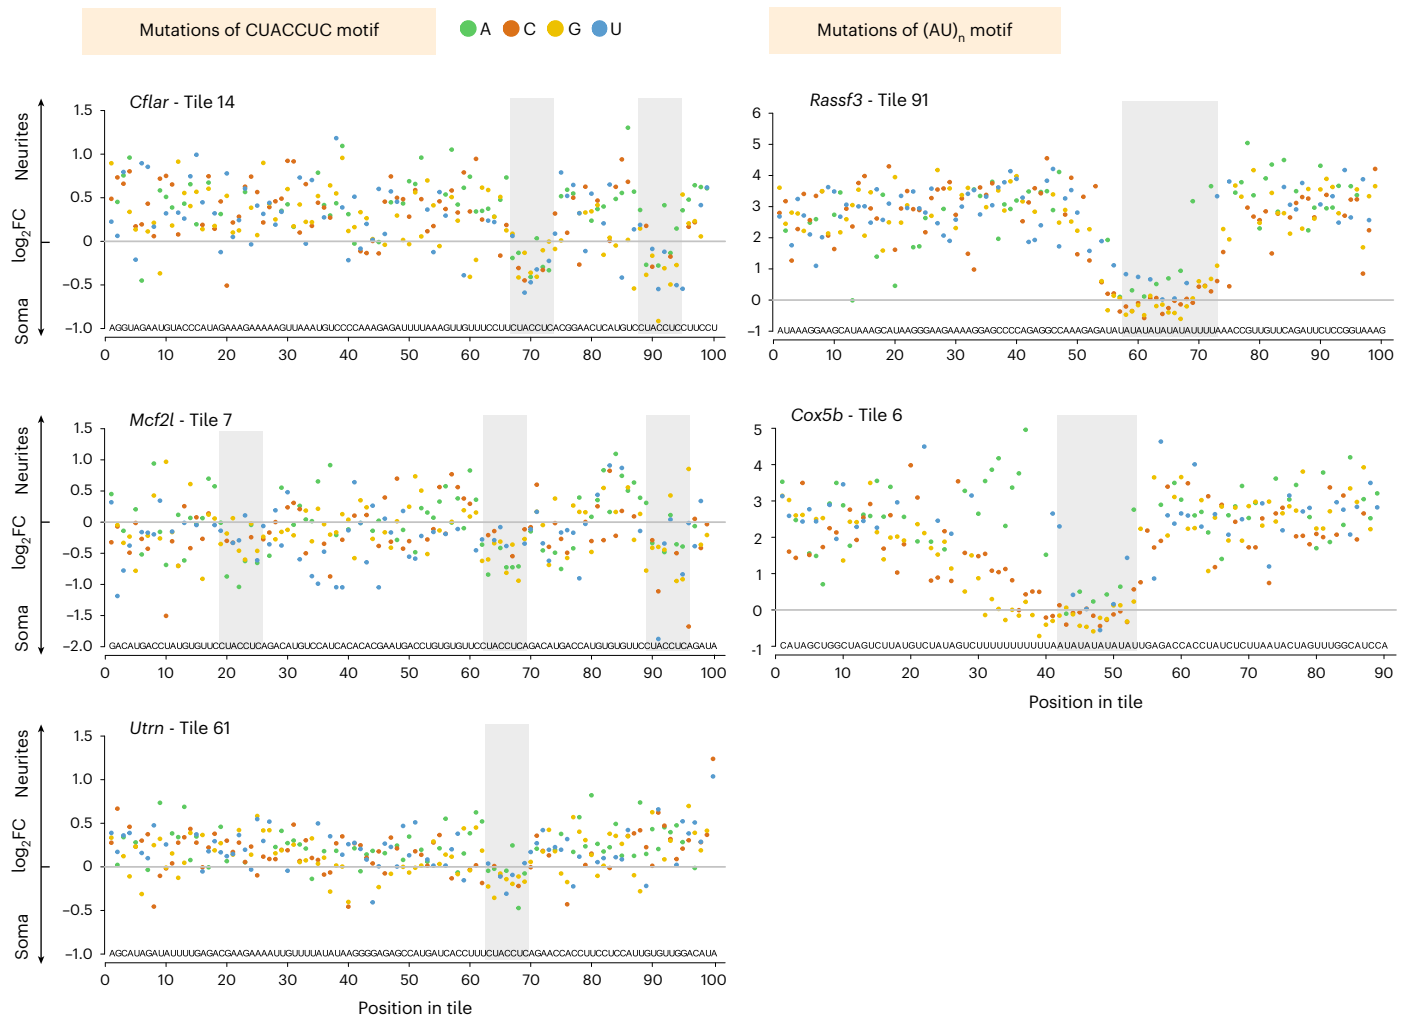 Mutations of CUACCUC motif
A C G U
Mutations of (AU)n motif
Cflar - Tile 14
Neurites
log2FC
Soma
1.5
1.0
0.5
0
–0.5
–1.0
AGGUAGAAUGUACCCAUAGAAAGAAAAAGUUAAAUGUCCCCAAAGAGAUUUUAAAGUUGUUUCCUUCUACCUCACGGAACUCAUGUCCUACCUCCUUCCU
0 10 20 30 40 50 60 70 80 90 100
Rassf3 - Tile 91
6
5
4
3
2
1
0
–1
AUAAAGGAAGCAUAAAGCAUAAGGGAAGAAAAGGAGCCCCAGAGGCCAAAGAGAUAUAUAUAUAUAUAUAUUUUAAACCGUUGUUCAGAUUCUCCGGUAAAG
0 10 20 30 40 50 60 70 80 90 100
Mcf2l - Tile 7
Neurites
log2FC
Soma
1.5
1.0
0.5
0
–0.5
–1.0
–1.5
–2.0
GACAUGACCUAUGUGUUCCUACCUCAGACAUGUCCAUCACACACGAAUGACCUGUGUGUUCCUACCUCAGACAUGACCAUGUGUGUUCCUACCUCAGAUA
0 10 20 30 40 50 60 70 80 90 100
Cox5b - Tile 6
5
4
3
2
1
0
-1
CAUAGCUGGCUAGUCUUAUGUCUAUAGUCUUUUUUUUUUUAAUAUAUAUAUAUUGAGACCACCUAUCUCUUAAUACUAGUUUGGCAUCCA
0 10 20 30 40 50 60 70 80 90
Position in tile
Utrn - Tile 61
Neurites
log2FC
Soma
1.5
1.0
0.5
0
–0.5
–1.0
AGCAUAGAUAUUUUGAGACGAAGAAAAUUGUUUUAUAUAAGGGGAGAGCCAUGAUCACCUUUCUACCUCAGAACCACCUUCCUCCAUUGUGUUGGACAUA
0 10 20 30 40 50 60 70 80 90 100
Position in tile